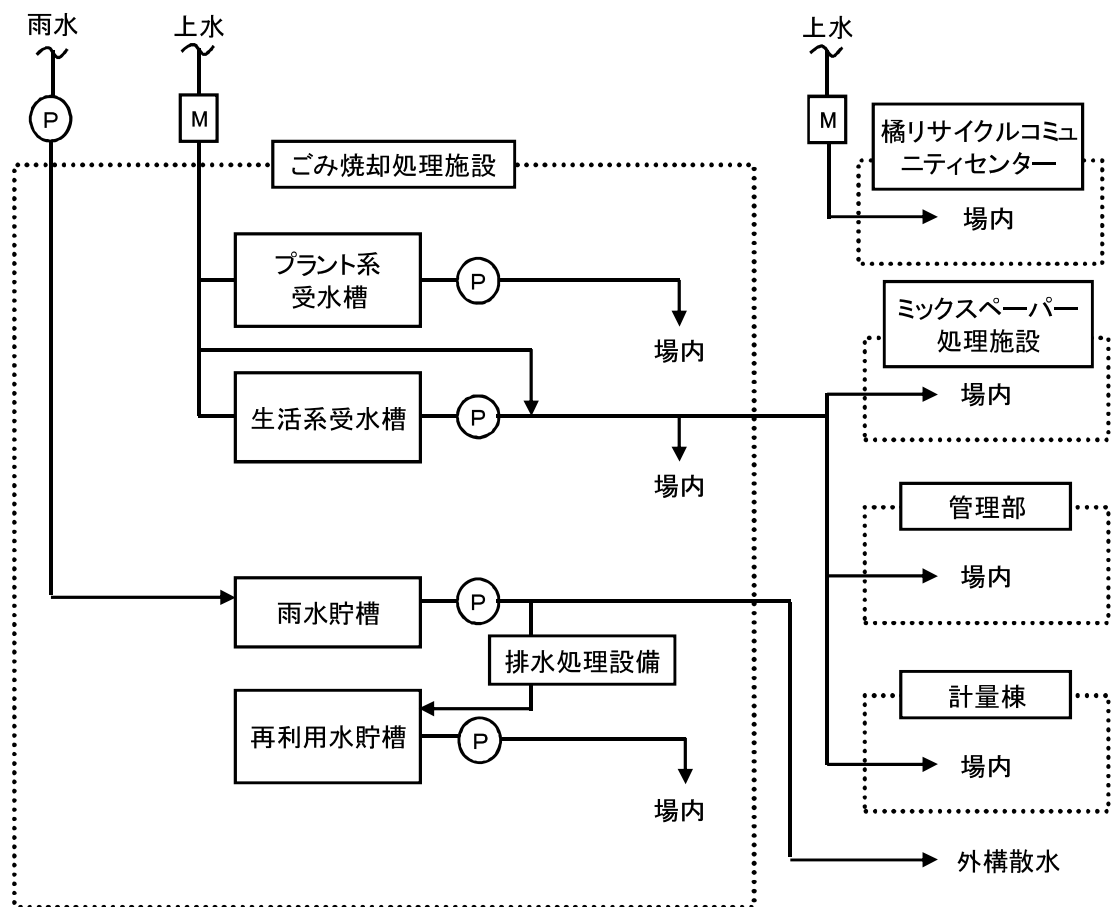 雨水
上水
上水
P
M
M
橘リサイクルコミュ
ニティセンター
場内
ごみ焼却処理施設
プラント系
受水槽
P
場内
ミックスペーパー
処理施設
場内
生活系受水槽
P
場内
管理部
場内
雨水貯槽
P
排水処理設備
再利用水貯槽
P
場内
計量棟
場内
外構散水